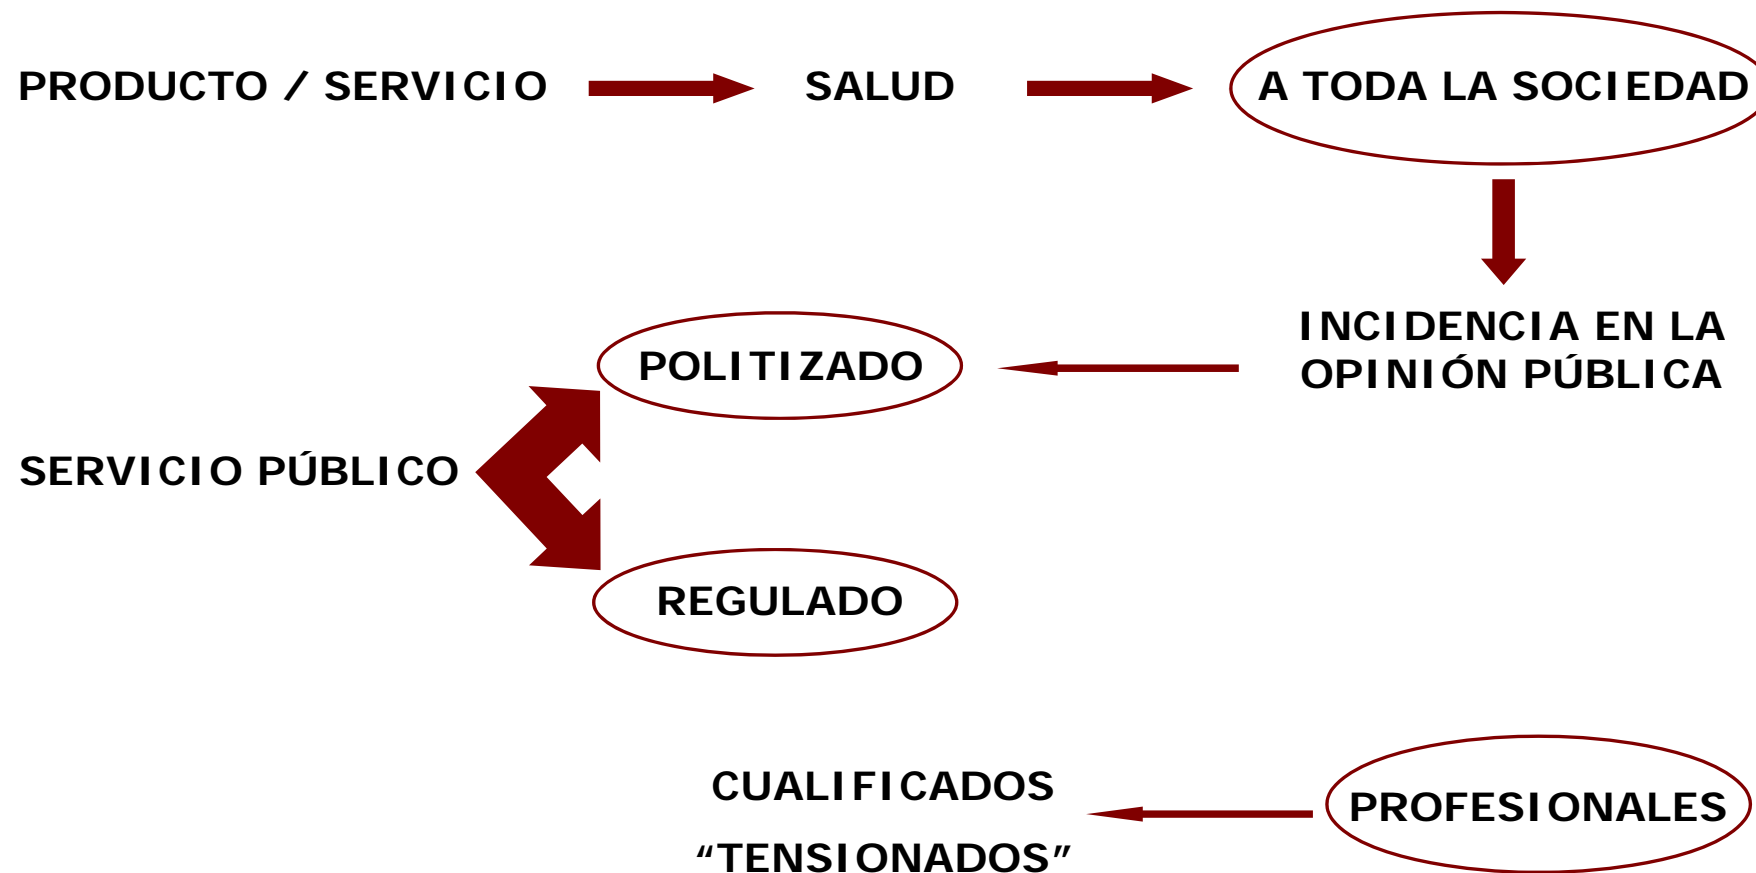 PRODUCTO / SERVICIO
SALUD
A TODA LA SOCIEDAD
INCIDENCIA EN LA
OPINIÓN PÚBLICA
POLITIZADO
SERVICIO PÚBLICO
REGULADO
PROFESIONALES
CUALIFICADOS
“TENSIONADOS”